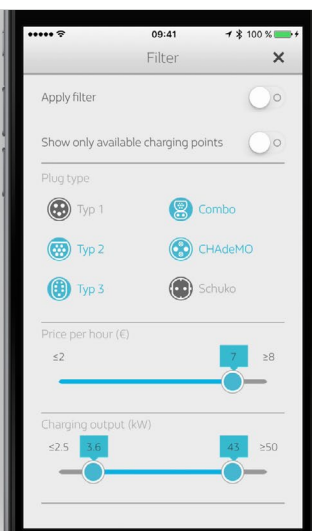 09:41
100 %
Filter
Apply filter
Show only available charging points
Plug type
Typ 1 Combo
Typ 2 CHAdeMO
Typ 3 Schuko
Price per hour (€)
≤2 7 ≥8
Charging output (kW)
≤2.5 3.6 43 ≥50